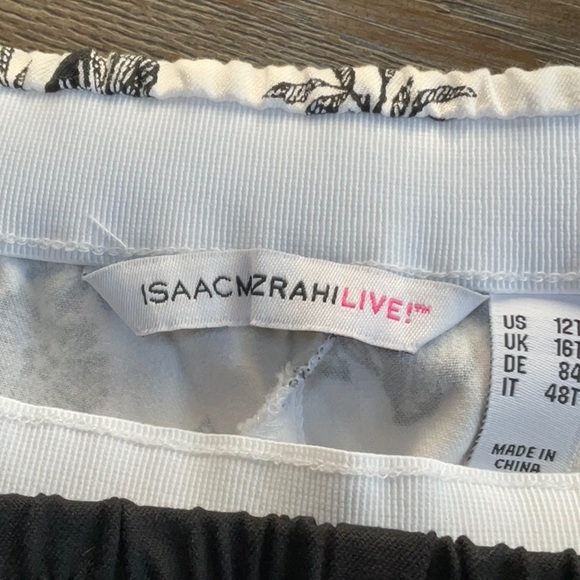 ISAACMIZRAHILIVE!™
US 12T
UK 16T
DE 84
IT 48T
MADE IN
CHINA